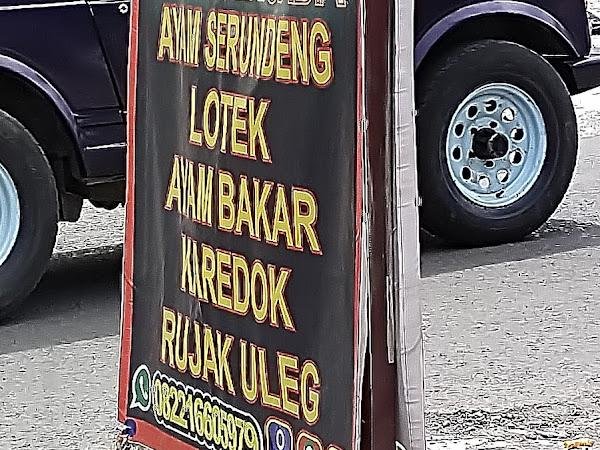 AYAM SERUNDENG
LOTEK
AYAM BAKAR
KAREDOK
RUJAK ULEG
082216605979